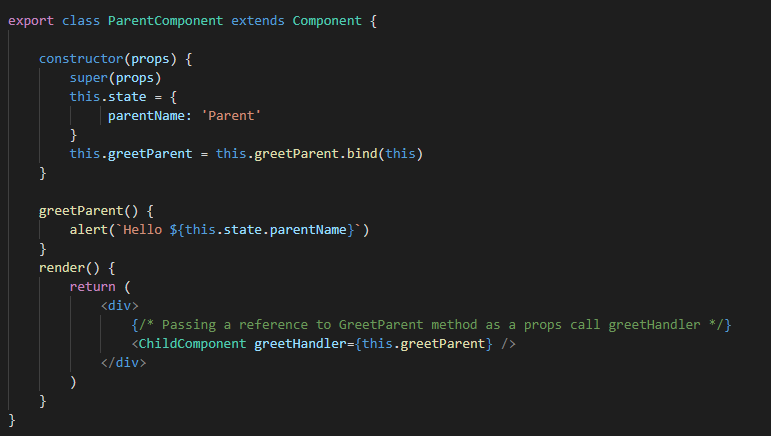 export class ParentComponent extends Component {
constructor(props) {
super(props)
this.state = {
parentName: 'Parent'
}
this.greetParent = this.greetParent.bind(this)
}
greetParent() {
alert(`Hello ${this.state.parentName}`)
}
render() {
return (
<div>
{/* Passing a reference to GreetParent method as a props call greetHandler */}
<ChildComponent greetHandler={this.greetParent} />
</div>
)
}
}